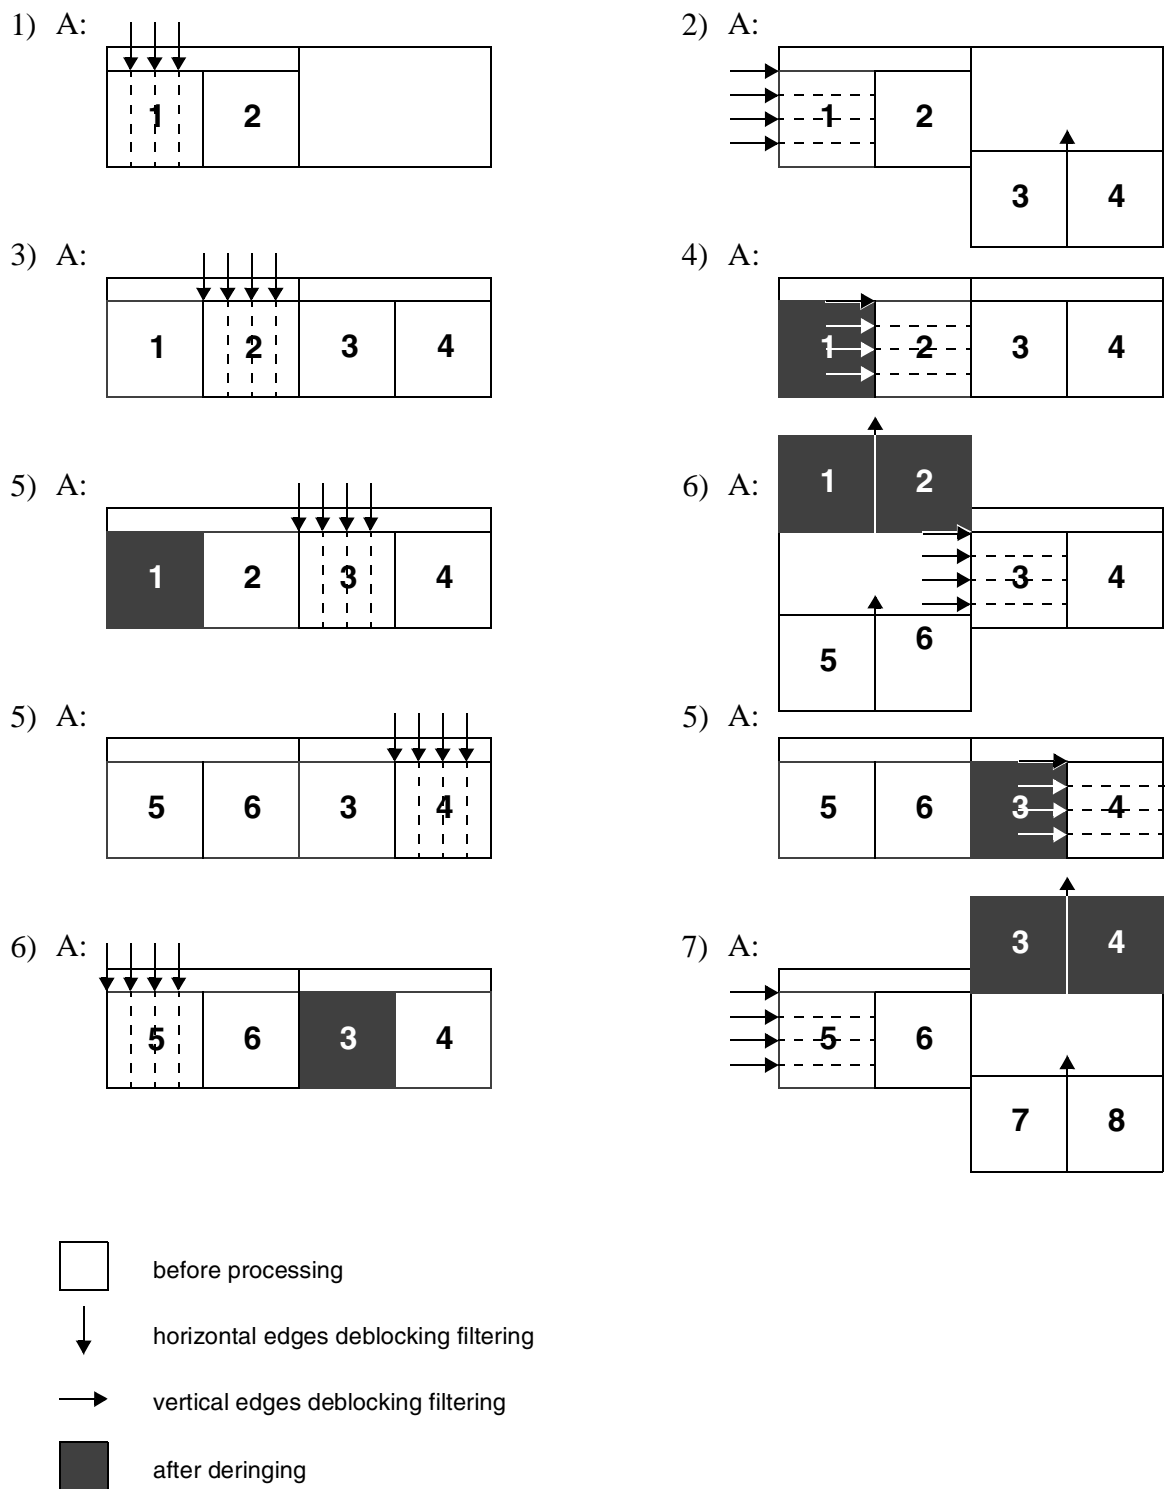 1) A:
1 2
2) A:
1 2
3 4
3) A:
1 2 3 4
4) A:
1 2 3 4
5) A:
1 2 3 4
6) A:
1 2
3 4
5 6
5) A:
5 6 3 4
5) A:
5 6 3 4
6) A:
5 6 3 4
7) A:
3 4
5 6
7 8
before processing
horizontal edges deblocking filtering
vertical edges deblocking filtering
after deringing